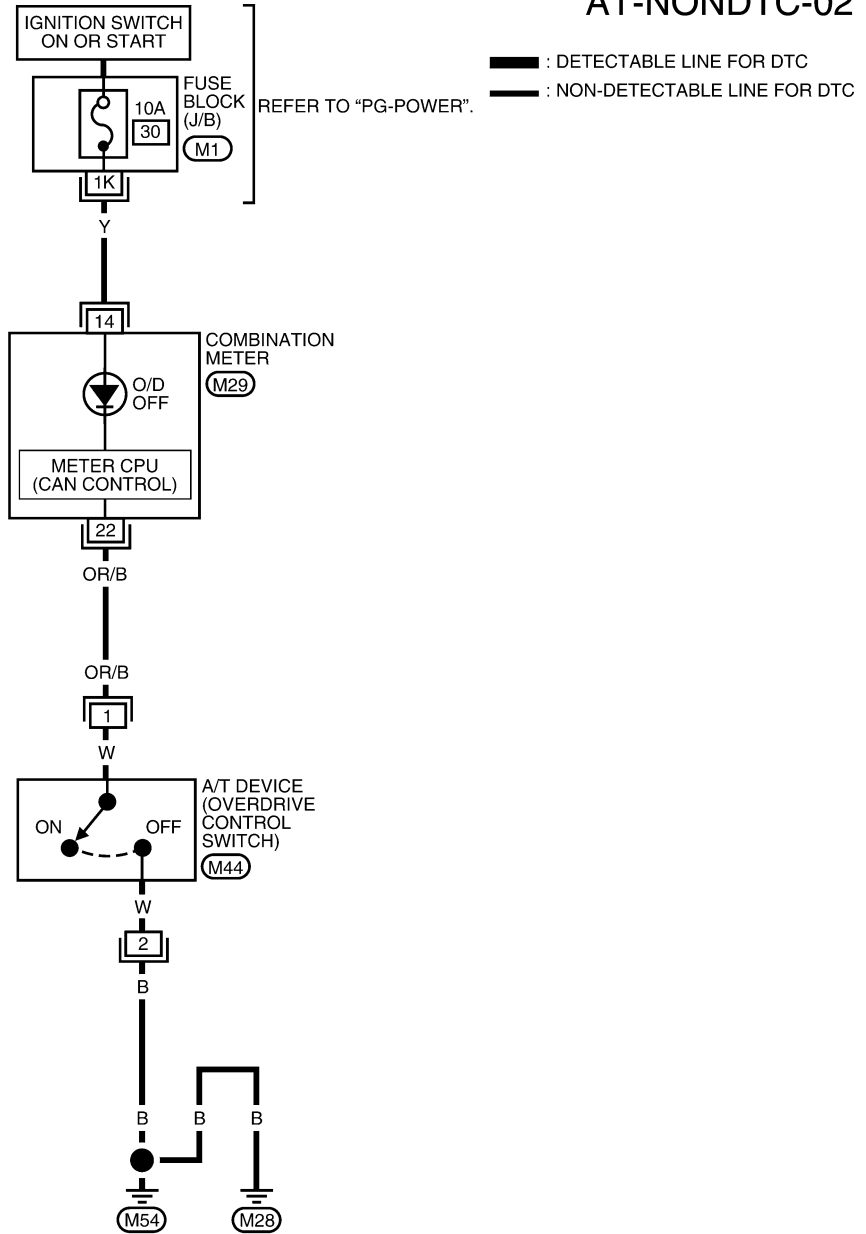 AT-NONDTC-02
IGNITION SWITCH
ON OR START
: DETECTABLE LINE FOR DTC
: NON-DETECTABLE LINE FOR DTC
FUSE
BLOCK
(J/B)
M1
10A
30
REFER TO “PG-POWER”.
1K
Y
14
COMBINATION
METER
M29
O/D
OFF
METER CPU
(CAN CONTROL)
22
OR/B
OR/B
1
W
A/T DEVICE
(OVERDRIVE
CONTROL
SWITCH)
M44
ON
OFF
W
2
B
B
B
B
M54
M28